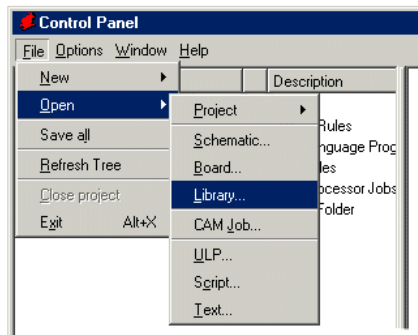 Control Panel
File Options Window Help
New
Description
Open
Project
Rules
Save all
Schematic...
Refresh Tree
Board...
Close project
Library...
Folder
Exit Alt+X
CAM Job...
ULP...
Script...
Text...